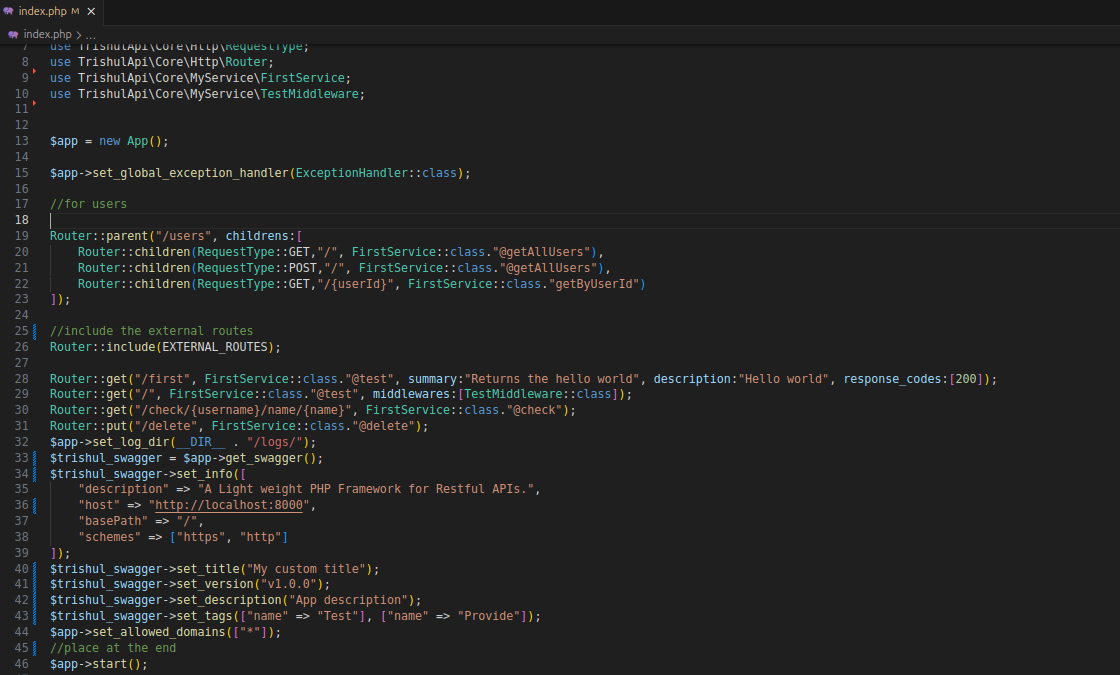 index.php M ×
index.php > ...
7 use TrishulApi\Core\Http\RequestType;
8 use TrishulApi\Core\Http\Router;
9 use TrishulApi\Core\MyService\FirstService;
10 use TrishulApi\Core\MyService\TestMiddleware;
11
12
13 $app = new App();
14
15 $app->set_global_exception_handler(ExceptionHandler::class);
16
17 //for users
18
19 Router::parent("/users", childrens:[
20     Router::children(RequestType::GET,"/", FirstService::class."@getAllUsers"),
21     Router::children(RequestType::POST,"/", FirstService::class."@getAllUsers"),
22     Router::children(RequestType::GET,"/{userId}", FirstService::class."getByUserId")
23 ]);
24
25 //include the external routes
26 Router::include(EXTERNAL_ROUTES);
27
28 Router::get("/first", FirstService::class."@test", summary:"Returns the hello world", description:"Hello world", response_codes:[200]);
29 Router::get("/", FirstService::class."@test", middlewares:[TestMiddleware::class]);
30 Router::get("/check/{username}/name/{name}", FirstService::class."@check");
31 Router::put("/delete", FirstService::class."@delete");
32 $app->set_log_dir(__DIR__ . "/logs/");
33 $trishul_swagger = $app->get_swagger();
34 $trishul_swagger->set_info([
35     "description" => "A Light weight PHP Framework for Restful APIs.",
36     "host" => "http://localhost:8000",
37     "basePath" => "/",
38     "schemes" => ["https", "http"]
39 ]);
40 $trishul_swagger->set_title("My custom title");
41 $trishul_swagger->set_version("v1.0.0");
42 $trishul_swagger->set_description("App description");
43 $trishul_swagger->set_tags(["name" => "Test"], ["name" => "Provide"]);
44 $app->set_allowed_domains(["*"]);
45 //place at the end
46 $app->start();